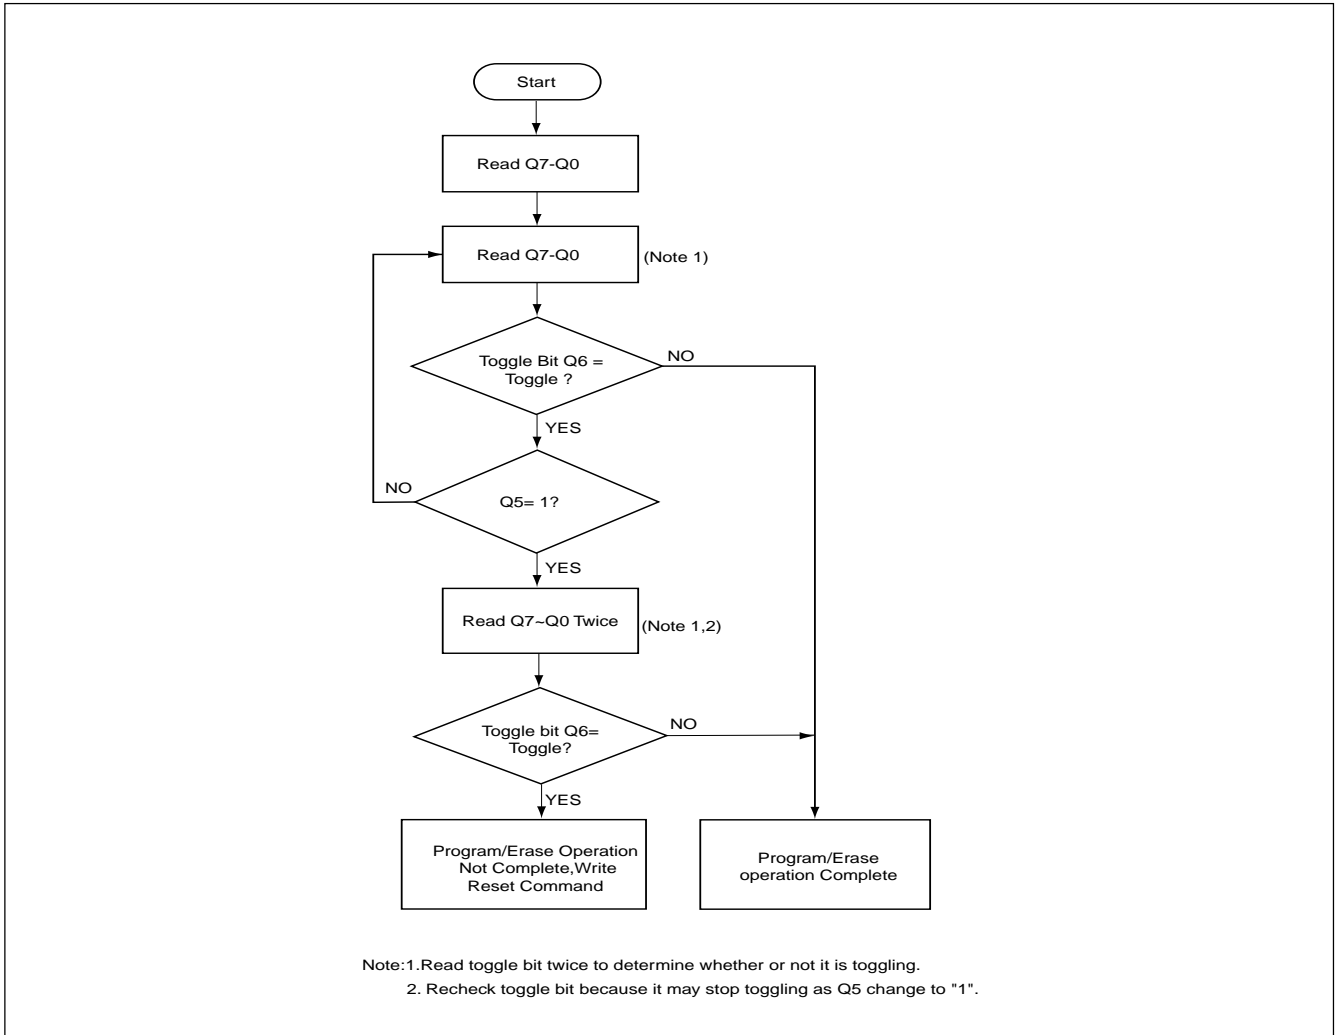 Start
Read Q7-Q0
Read Q7-Q0
(Note 1)
Toggle Bit Q6 =
Toggle ?
NO
YES
NO
Q5= 1?
YES
Read Q7~Q0 Twice
(Note 1,2)
Toggle bit Q6=
Toggle?
NO
YES
Program/Erase Operation
Not Complete,Write
Reset Command
Program/Erase
operation Complete
Note:1.Read toggle bit twice to determine whether or not it is toggling.
2. Recheck toggle bit because it may stop toggling as Q5 change to "1".